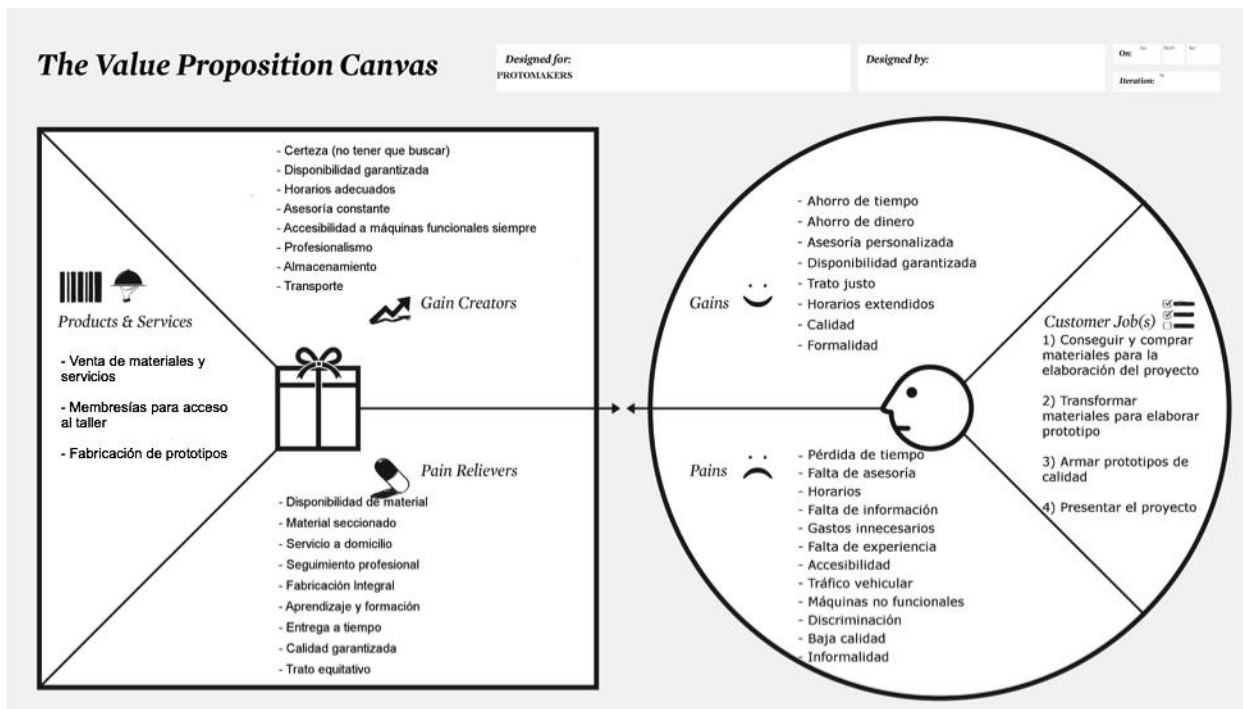 The Value Proposition Canvas
Designed for:
PROTOMAKERS
Designed by:
On:
Iteration:
- Certeza (no tener que buscar)
- Disponibilidad garantizada
- Horarios adecuados
- Asesoría constante
- Accesibilidad a máquinas funcionales siempre
- Profesionalismo
- Almacenamiento
- Transporte
Gain Creators
Products & Services
- Venta de materiales y
servicios
- Membresías para acceso
al taller
- Fabricación de prototipos
Pain Relievers
- Disponibilidad de material
- Material seccionado
- Servicio a domicilio
- Seguimiento profesional
- Fabricación Integral
- Aprendizaje y formación
- Entrega a tiempo
- Calidad garantizada
- Trato equitativo
Gains
- Ahorro de tiempo
- Ahorro de dinero
- Asesoría personalizada
- Disponibilidad garantizada
- Trato justo
- Horarios extendidos
- Calidad
- Formalidad
Customer Job(s)
1) Conseguir y comprar
materiales para la
elaboración del proyecto
2) Transformar
materiales para elaborar
prototipo
3) Armar prototipos de
calidad
4) Presentar el proyecto
Pains
- Pérdida de tiempo
- Falta de asesoría
- Horarios
- Falta de información
- Gastos innecesarios
- Falta de experiencia
- Accesibilidad
- Tráfico vehicular
- Máquinas no funcionales
- Discriminación
- Baja calidad
- Informalidad